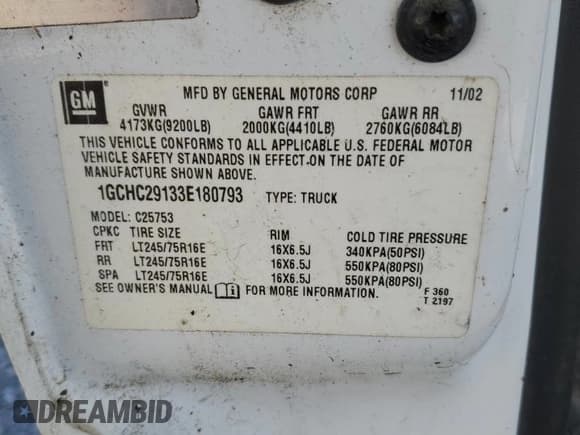 GM
MFD BY GENERAL MOTORS CORP 11/02
GVWR GAWR FRT GAWR RR
4173KG(9200LB) 2000KG(4410LB) 2760KG(6084LB)
THIS VEHICLE CONFORMS TO ALL APPLICABLE U.S. FEDERAL MOTOR
VEHICLE SAFETY STANDARDS IN EFFECT ON THE DATE OF
MANUFACTURE SHOWN ABOVE.
1GCHC29133E180793 TYPE: TRUCK
MODEL: C25753
CPKC TIRE SIZE RIM COLD TIRE PRESSURE
FRT LT245/75R16E 16X6.5J 340KPA(50PSI)
RR LT245/75R16E 16X6.5J 550KPA(80PSI)
SPA LT245/75R16E 16X6.5J 550KPA(80PSI)
SEE OWNER'S MANUAL FOR MORE INFORMATION.
F 360
T 2197
DREAMBID